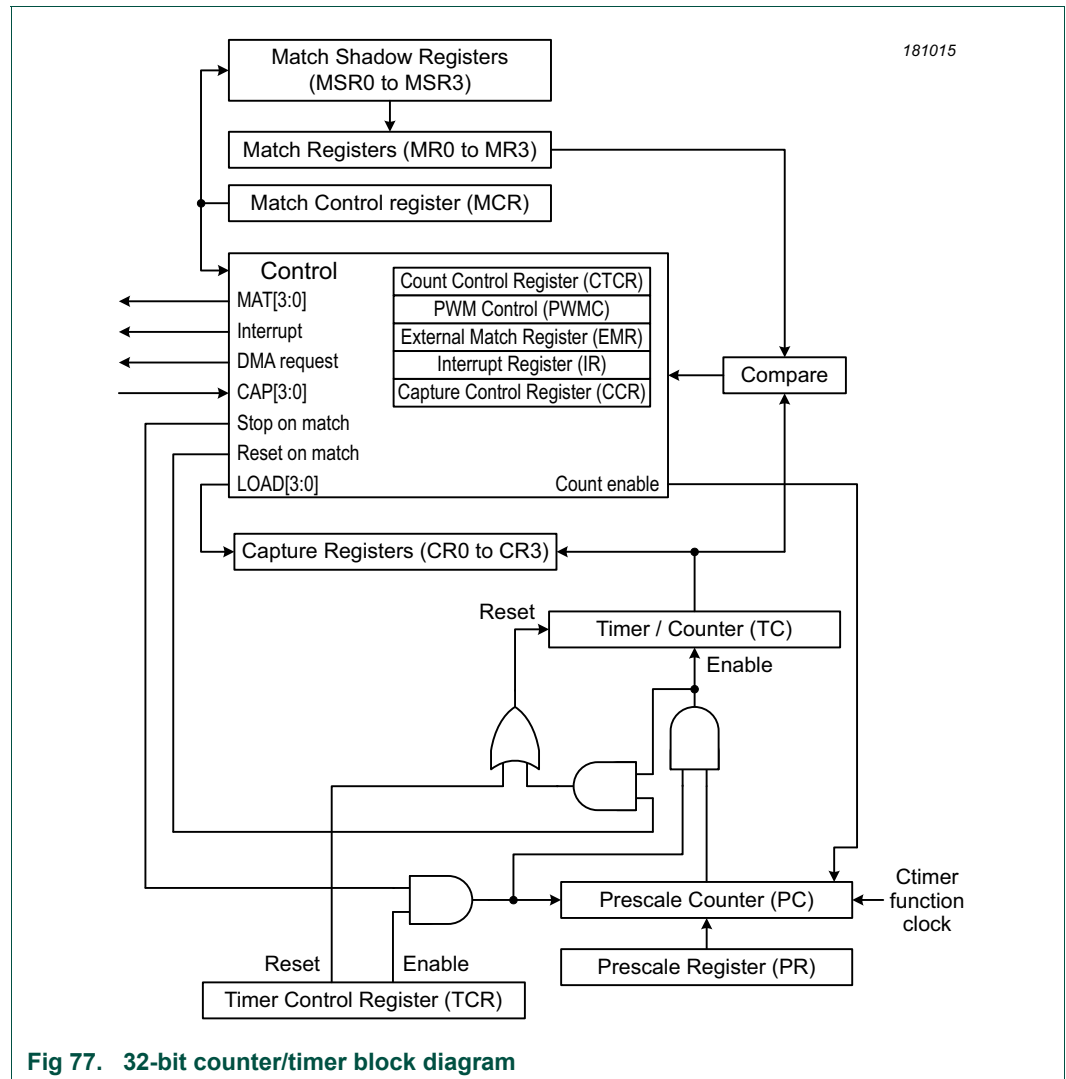 181015
Match Shadow Registers
(MSR0 to MSR3)
Match Registers (MR0 to MR3)
Match Control register (MCR)
Control
MAT[3:0]
Interrupt
DMA request
CAP[3:0]
Stop on match
Reset on match
LOAD[3:0]
Count Control Register (CTCR)
PWM Control (PWMC)
External Match Register (EMR)
Interrupt Register (IR)
Capture Control Register (CCR)
Count enable
Compare
Capture Registers (CR0 to CR3)
Reset
Timer / Counter (TC)
Enable
Prescale Counter (PC)
Ctimer
function
clock
Prescale Register (PR)
Reset
Enable
Timer Control Register (TCR)
Fig 77. 32-bit counter/timer block diagram